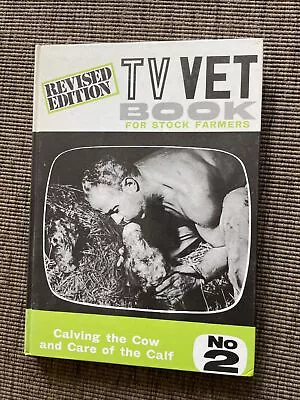 REVISED
EDITION
TV VET
BOOK
FOR STOCK FARMERS
Calving the Cow
and Care of the Calf
No
2